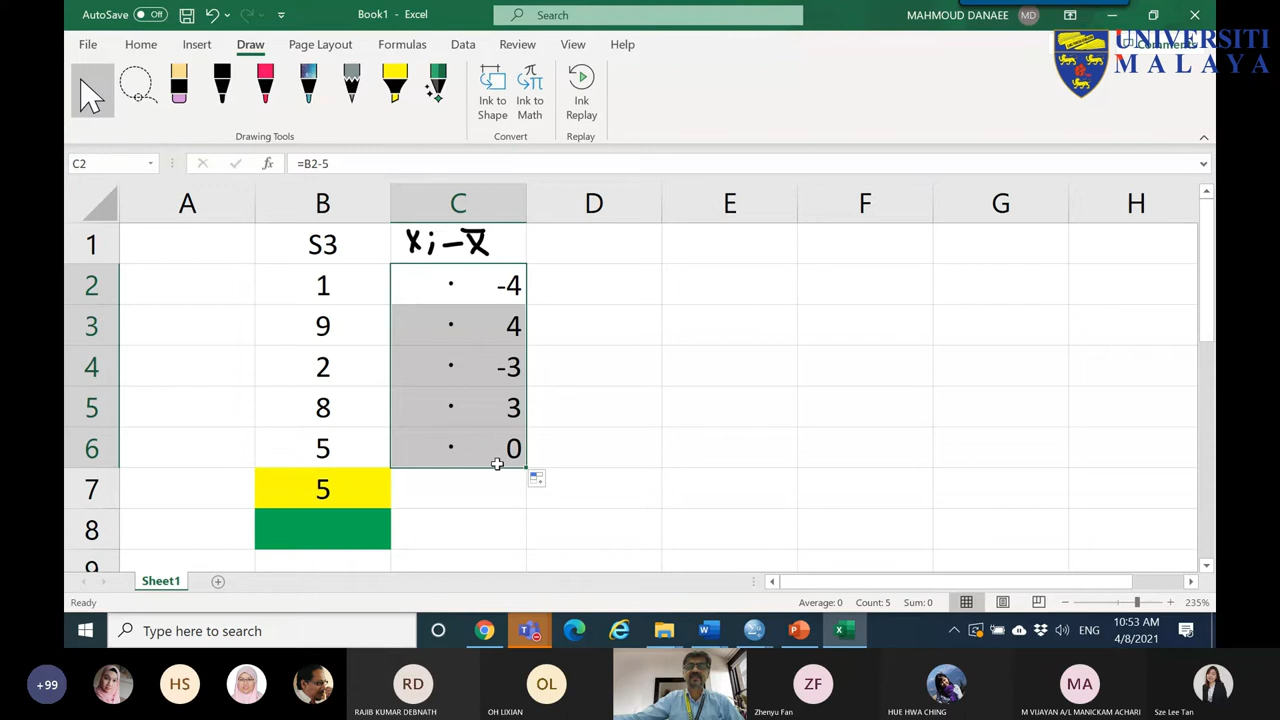 AutoSave Off Book1 - Excel Search MAHMOUD DANAEE MD
UNIVERSITI
MALAYA
File Home Insert Draw Page Layout Formulas Data Review View Help Comments
Ink to Shape Ink to Math Ink Replay
Drawing Tools Convert Replay
C2 fx =B2-5
A B C D E F G H
1 S3 xi-x̅
2 1 -4
3 9 4
4 2 -3
5 8 3
6 5 0
7 5
8
9
Sheet1
Ready Average: 0 Count: 5 Sum: 0 235%
Type here to search ENG 10:53 AM
4/8/2021
+99 HS RD OL ZF MA
RAJIB KUMAR DEBNATH OH LIXIAN Zhenyu Fan HUE HWA CHING M VIJAYAN A/L MANICKAM ACHARI Sze Lee Tan